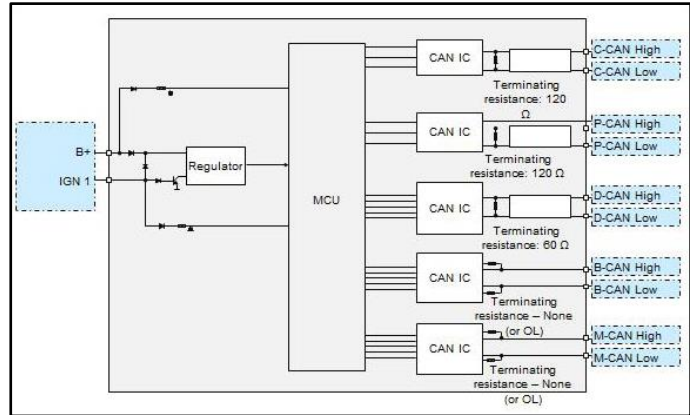 B+
IGN 1
Regulator
MCU
CAN IC
Terminating
resistance: 120
Ω
C-CAN High
C-CAN Low
CAN IC
Terminating
resistance: 120 Ω
P-CAN High
P-CAN Low
CAN IC
Terminating
resistance: 60 Ω
D-CAN High
D-CAN Low
CAN IC
Terminating
resistance – None
(or OL)
B-CAN High
B-CAN Low
CAN IC
Terminating
resistance – None
(or OL)
M-CAN High
M-CAN Low